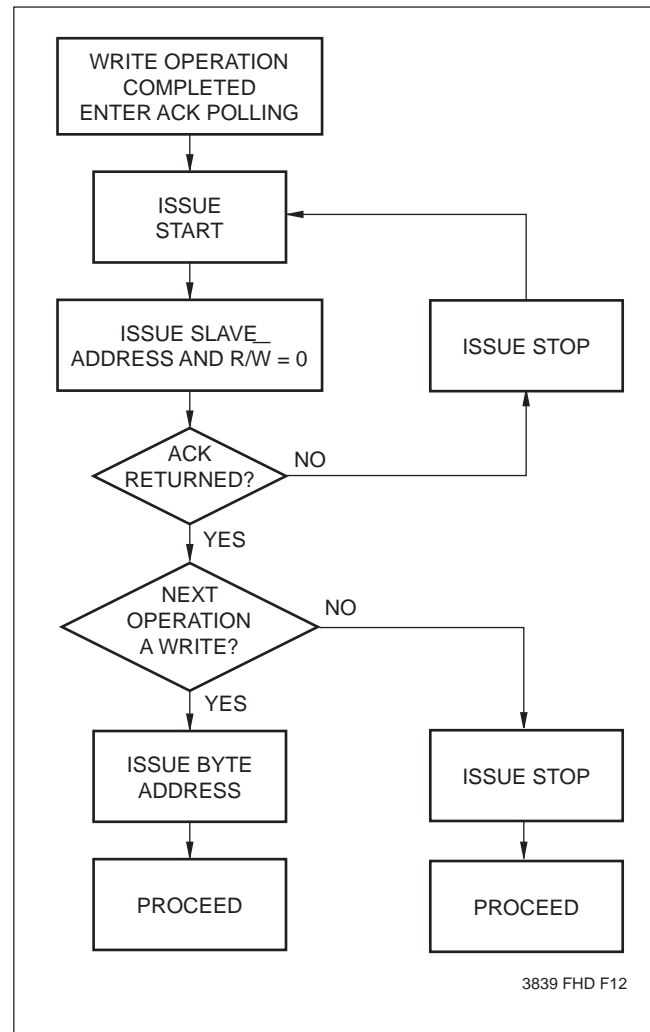 WRITE OPERATION
COMPLETED
ENTER ACK POLLING
ISSUE
START
ISSUE SLAVE
ADDRESS AND R/W̅ = 0
ISSUE STOP
ACK
RETURNED?
NO
YES
NEXT
OPERATION
A WRITE?
NO
YES
ISSUE BYTE
ADDRESS
ISSUE STOP
PROCEED
PROCEED
3839 FHD F12